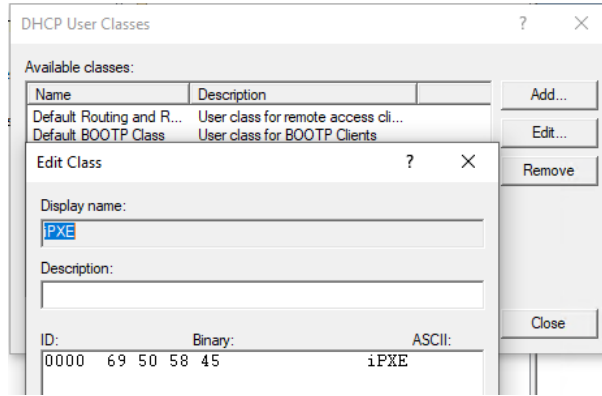 DHCP User Classes
Available classes:
Name Description
Default Routing and R... User class for remote access cli...
Default BOOTP Class User class for BOOTP Clients
Add...
Edit...
Remove
Close
Edit Class
Display name:
iPXE
Description:
ID: Binary: ASCII:
0000 69 50 58 45 iPXE